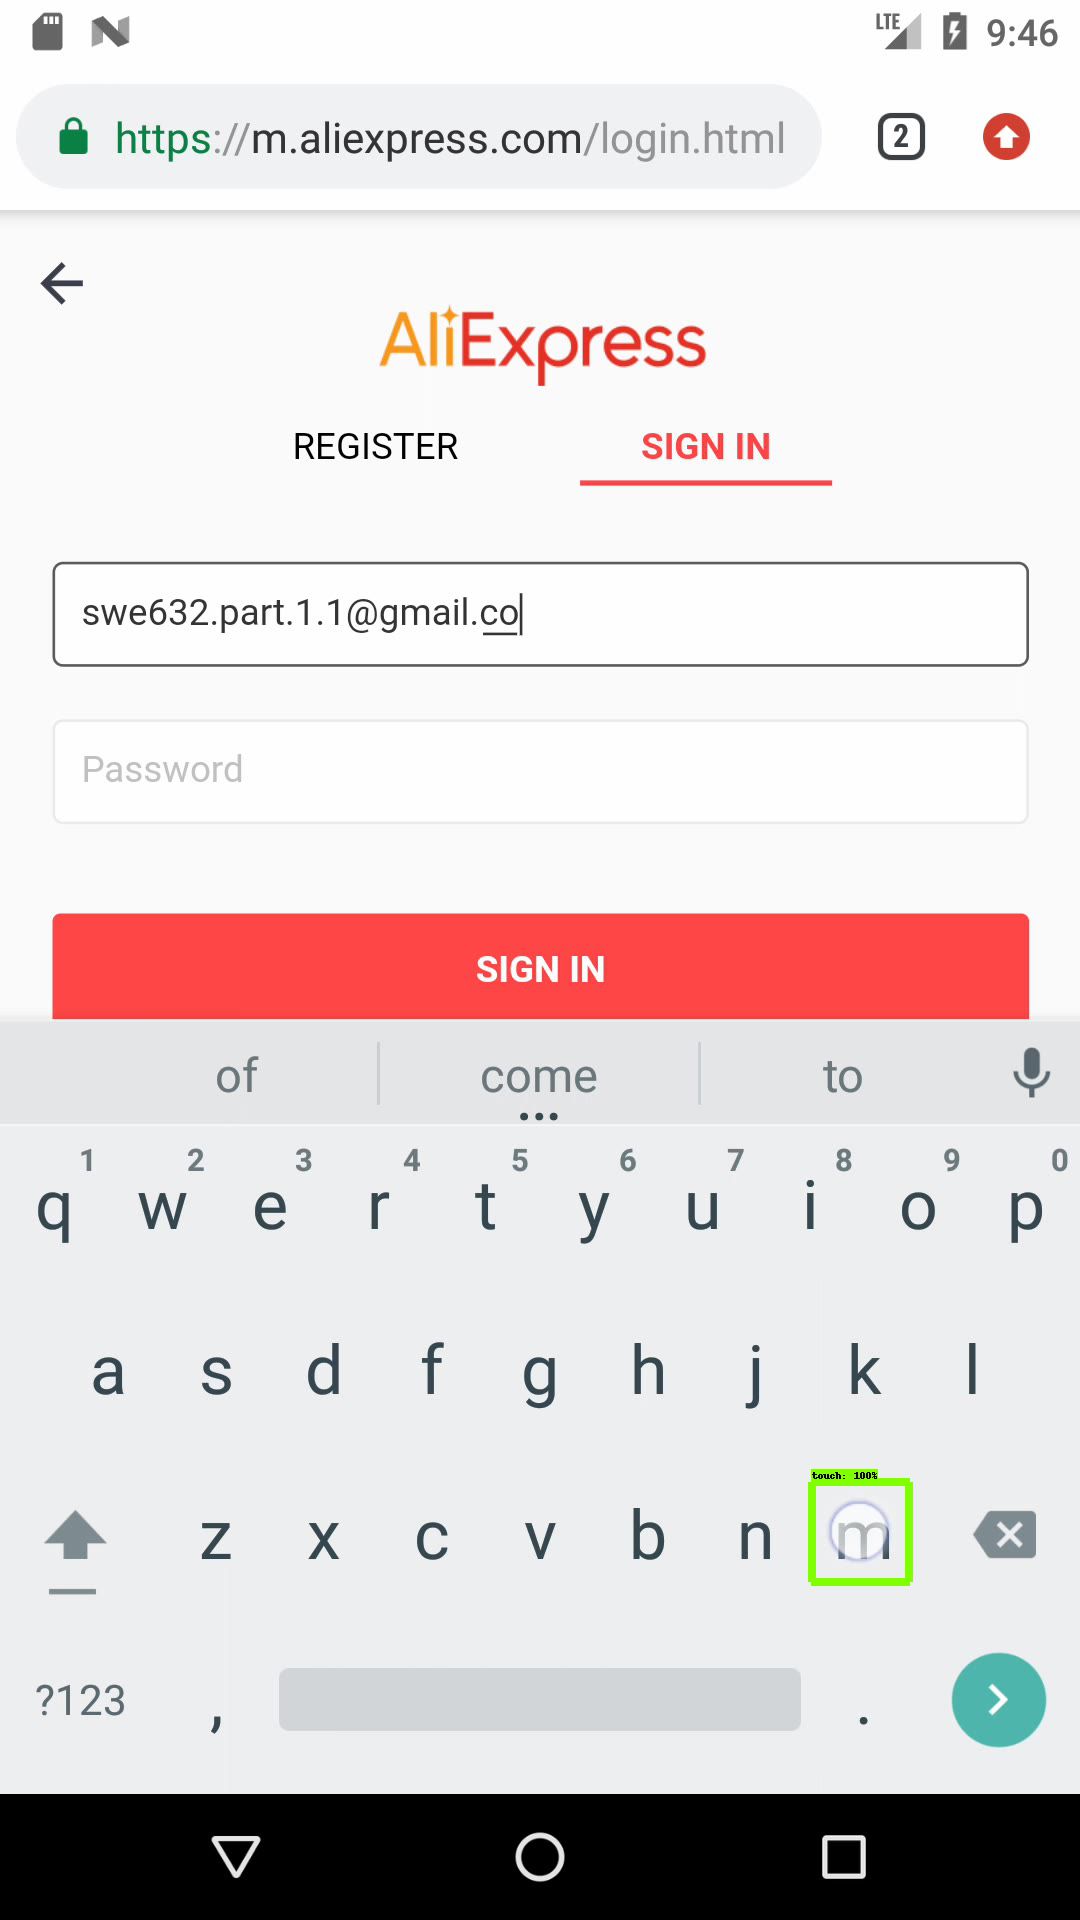 LTE 9:46
https://m.aliexpress.com/login.html 2
AliExpress
REGISTER SIGN IN
swe632.part.1.1@gmail.co
Password
SIGN IN
of come to
1 2 3 4 5 6 7 8 9 0
q w e r t y u i o p
a s d f g h j k l
touch: 100%
z x c v b n m
?123 , .